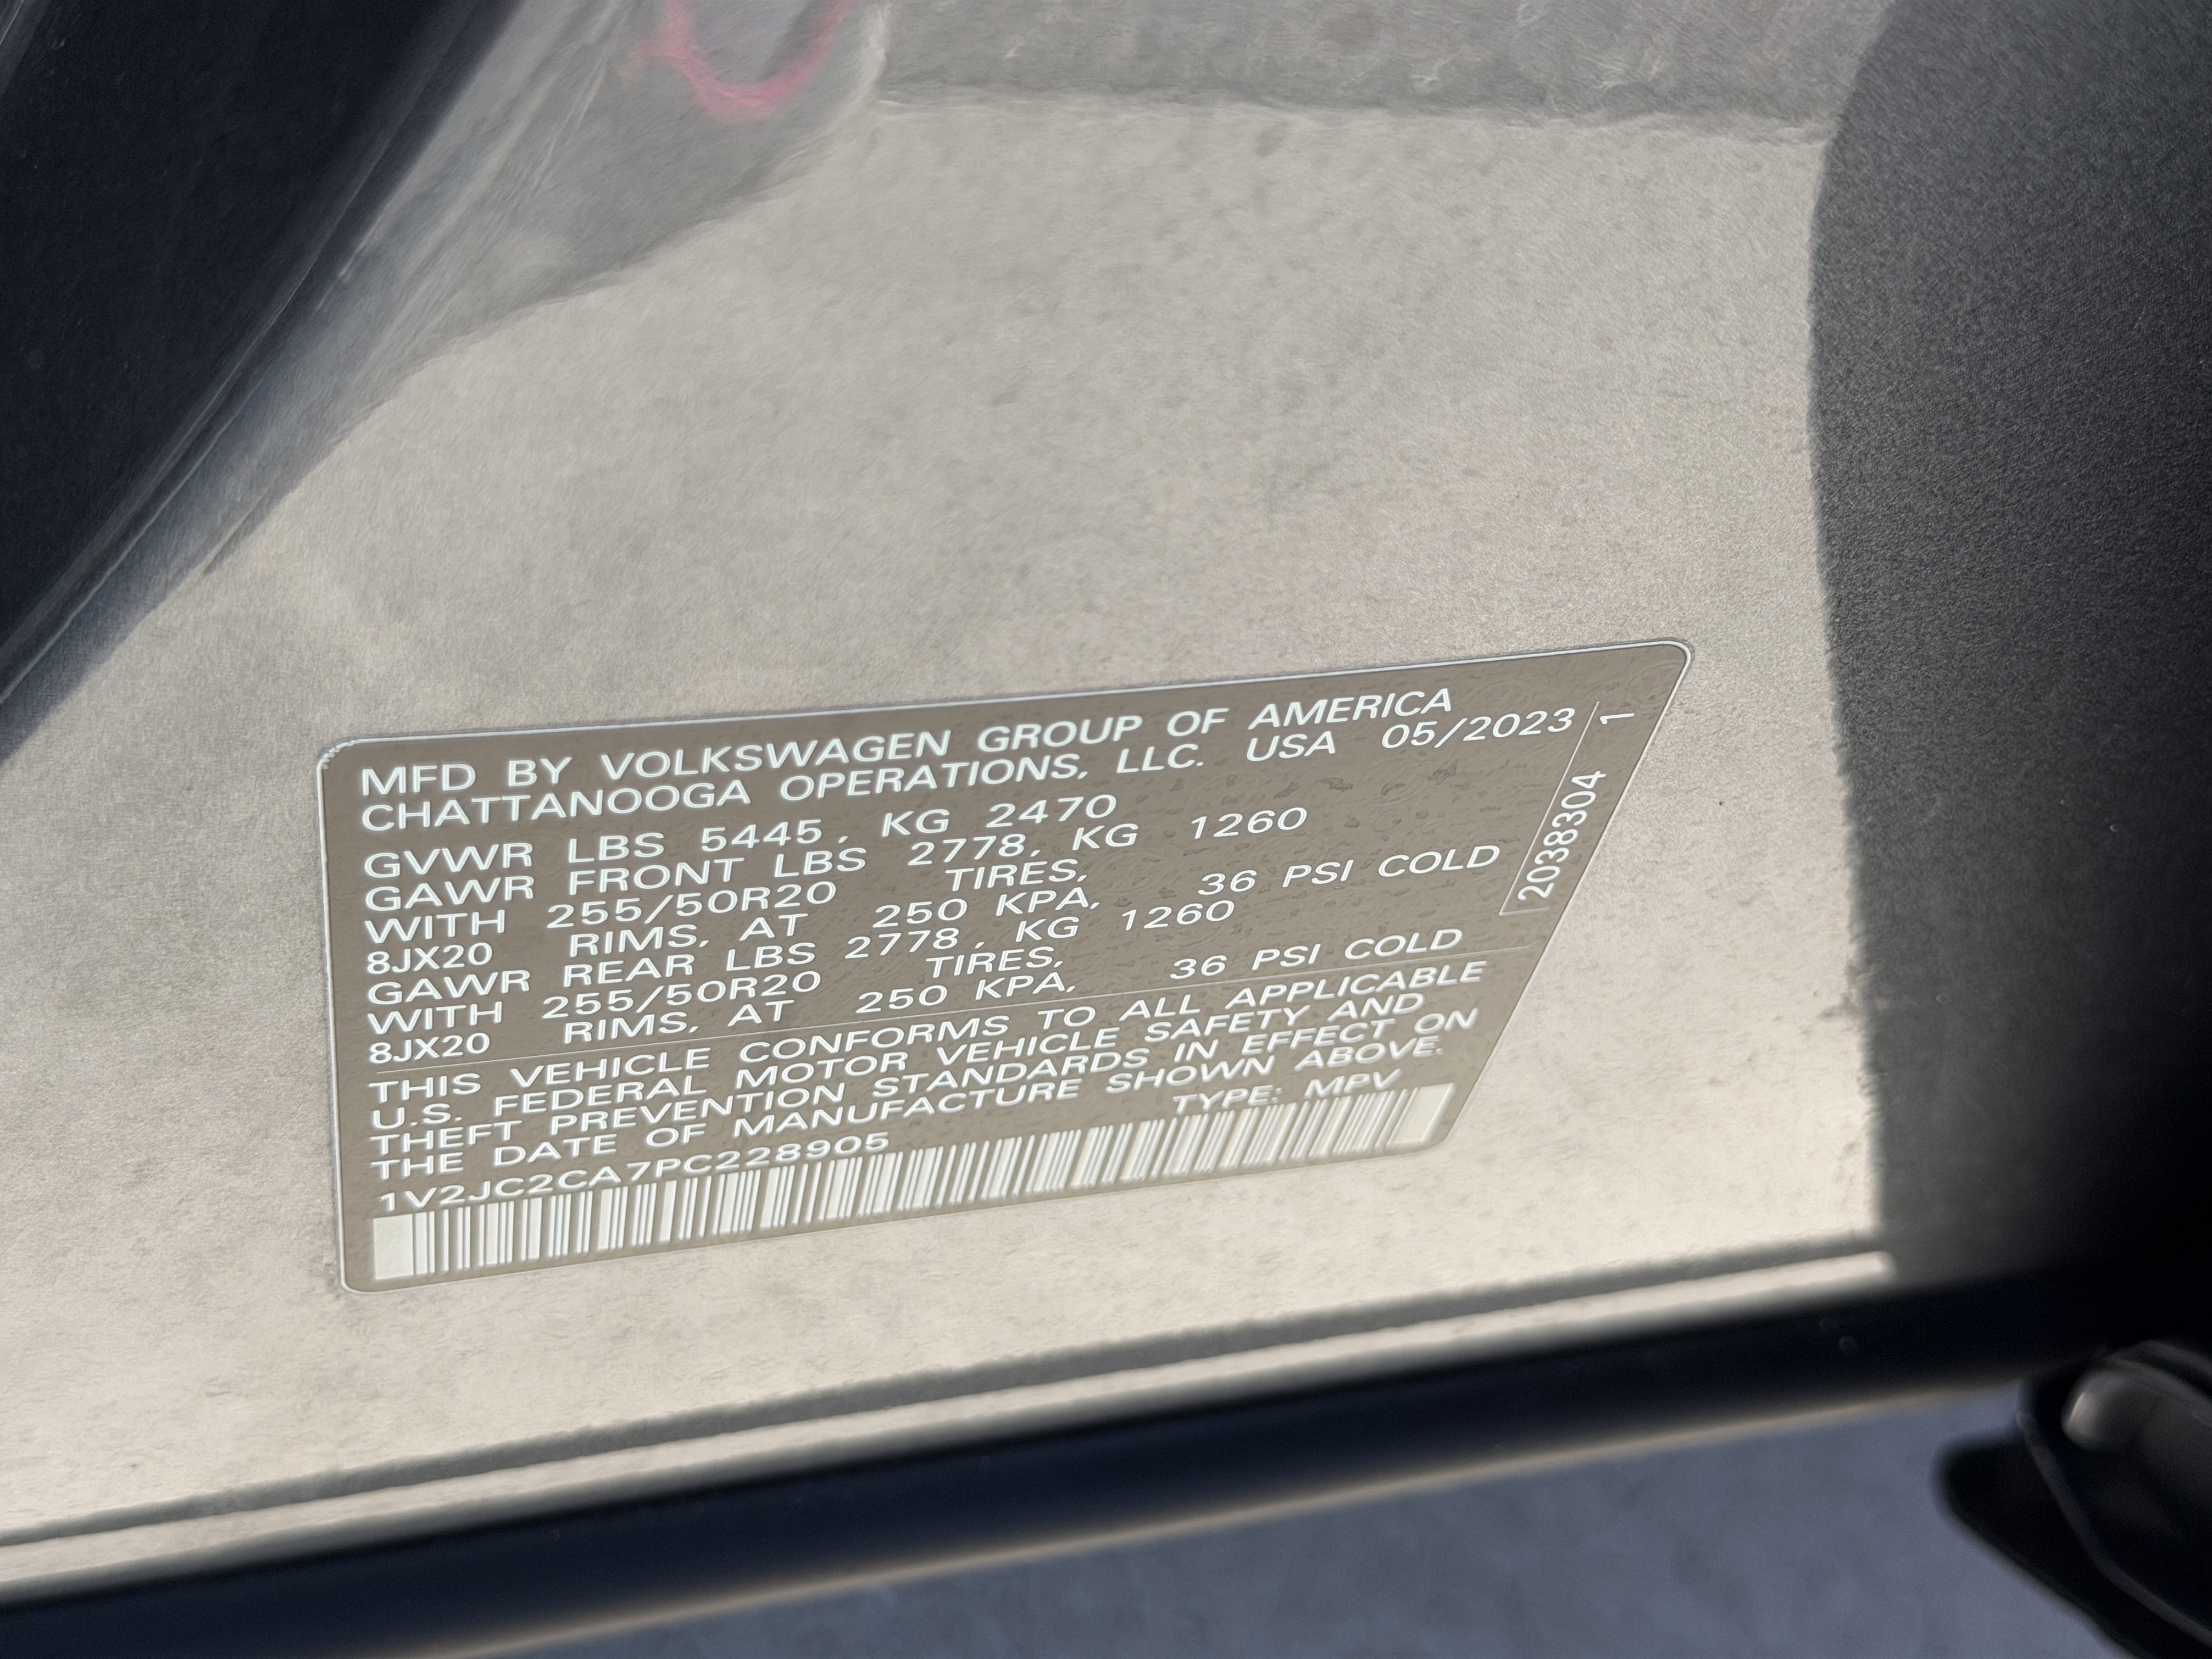 MFD BY VOLKSWAGEN GROUP OF AMERICA
CHATTANOOGA OPERATIONS, LLC. USA 05/2023
GVWR LBS 5445, KG 2470
GAWR FRONT LBS 2778, KG 1260
WITH 255/50R20 TIRES,
8JX20 RIMS, AT 250 KPA, 36 PSI COLD
GAWR REAR LBS 2778, KG 1260
WITH 255/50R20 TIRES,
8JX20 RIMS, AT 250 KPA, 36 PSI COLD
THIS VEHICLE CONFORMS TO ALL APPLICABLE
U.S. FEDERAL MOTOR VEHICLE SAFETY AND
THEFT PREVENTION STANDARDS IN EFFECT ON
THE DATE OF MANUFACTURE SHOWN ABOVE.
1V2JC2CA7PC228905 TYPE: MPV
2038304 1